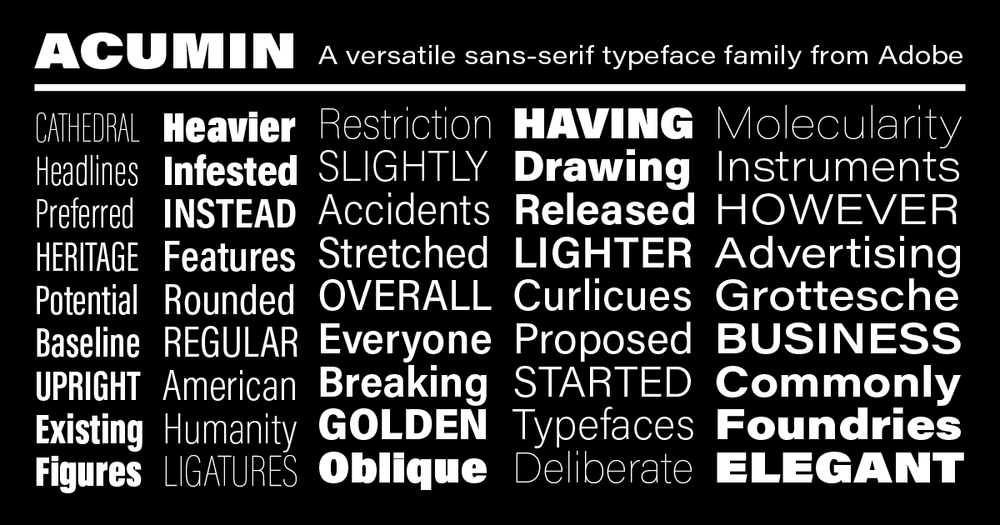 ACUMIN A versatile sans-serif typeface family from Adobe
CATHEDRAL
Headlines
Preferred
HERITAGE
Potential
Baseline
UPRIGHT
Existing
Figures
Heavier
Infested
INSTEAD
Features
Rounded
REGULAR
American
Humanity
LIGATURES
Restriction
SLIGHTLY
Accidents
Stretched
OVERALL
Everyone
Breaking
GOLDEN
Oblique
HAVING
Drawing
Released
LIGHTER
Curlicues
Proposed
STARTED
Typefaces
Deliberate
Molecularity
Instruments
HOWEVER
Advertising
Grottesche
BUSINESS
Commonly
Foundries
ELEGANT